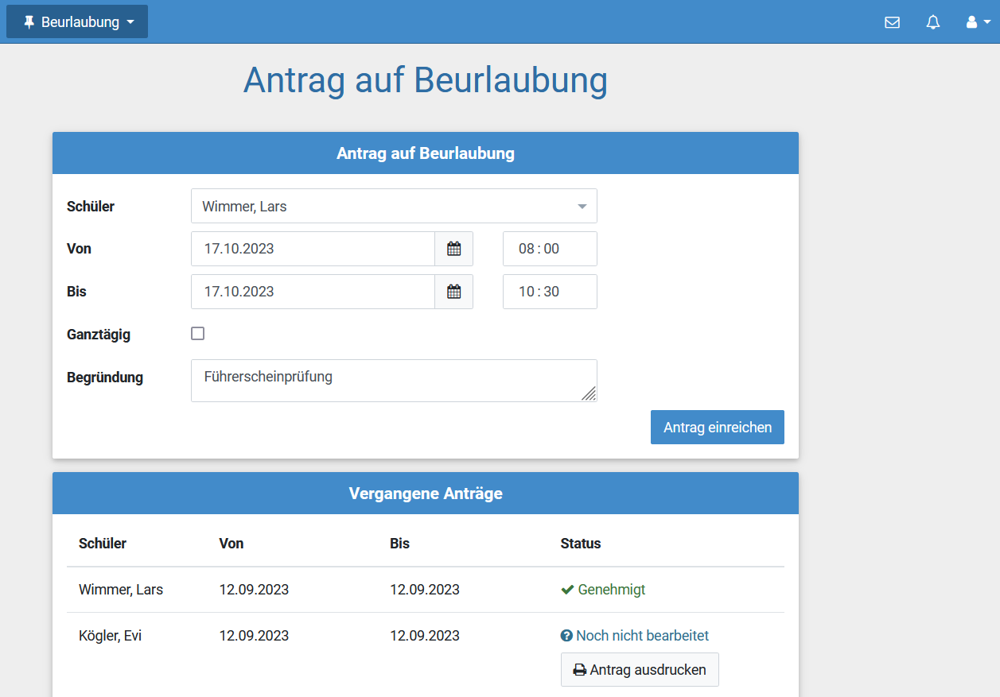 Beurlaubung
Antrag auf Beurlaubung
Antrag auf Beurlaubung
Schüler Wimmer, Lars
Von 17.10.2023 08:00
Bis 17.10.2023 10:30
Ganztägig
Begründung Führerscheinprüfung
Antrag einreichen
Vergangene Anträge
Schüler Von Bis Status
Wimmer, Lars 12.09.2023 12.09.2023 Genehmigt
Kögler, Evi 12.09.2023 12.09.2023 Noch nicht bearbeitet
Antrag ausdrucken